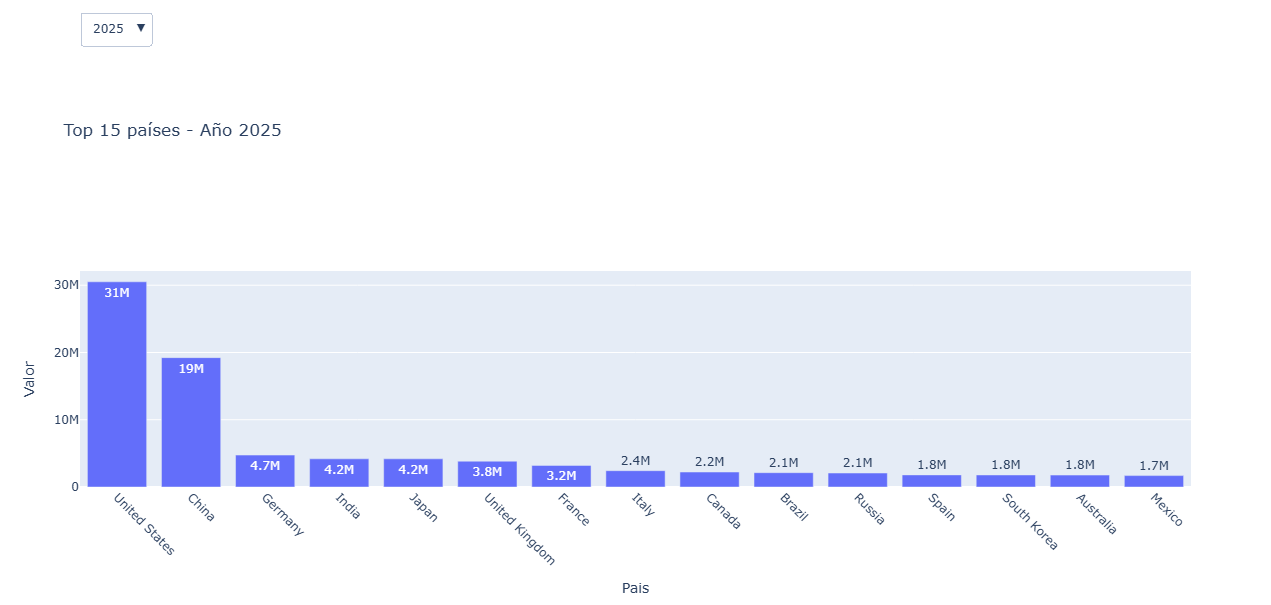 2025 ▼
Top 15 países - Año 2025
Valor
30M
20M
10M
0
31M
19M
4.7M
4.2M
4.2M
3.8M
3.2M
2.4M
2.2M
2.1M
2.1M
1.8M
1.8M
1.8M
1.7M
United States
China
Germany
India
Japan
United Kingdom
France
Italy
Canada
Brazil
Russia
Spain
South Korea
Australia
Mexico
Pais